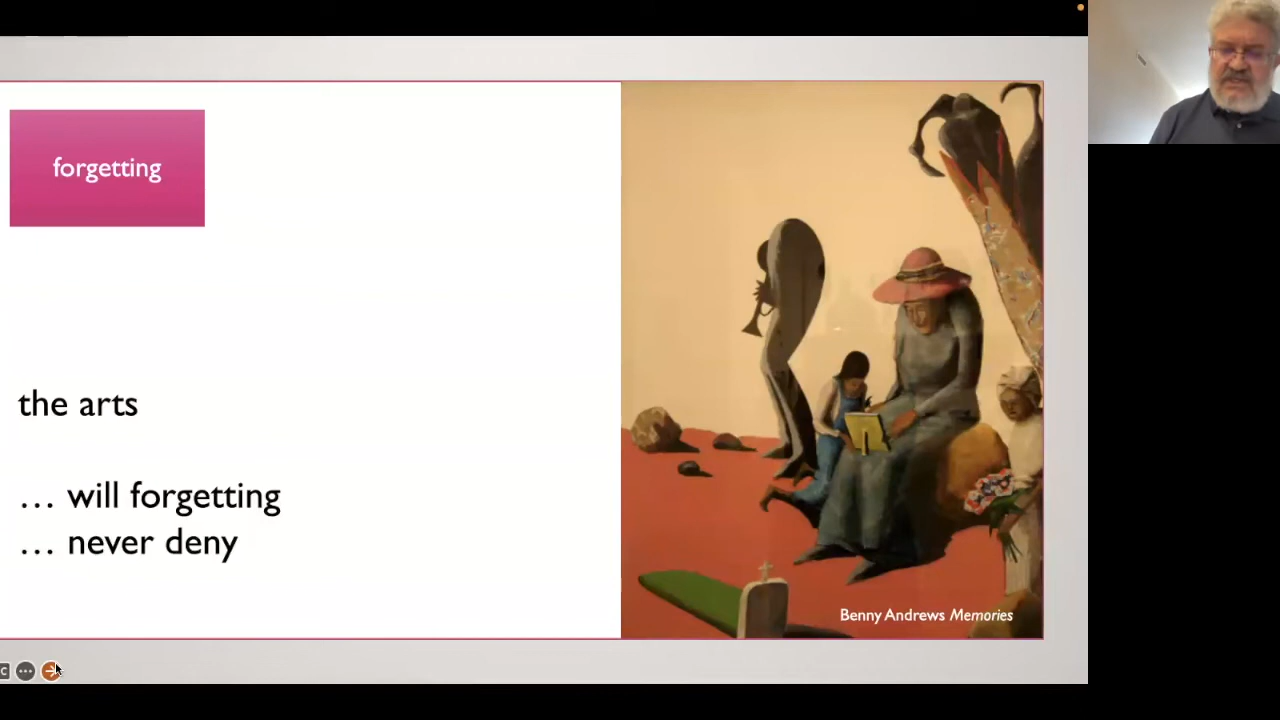 forgetting
the arts
… will forgetting
… never deny
Benny Andrews Memories